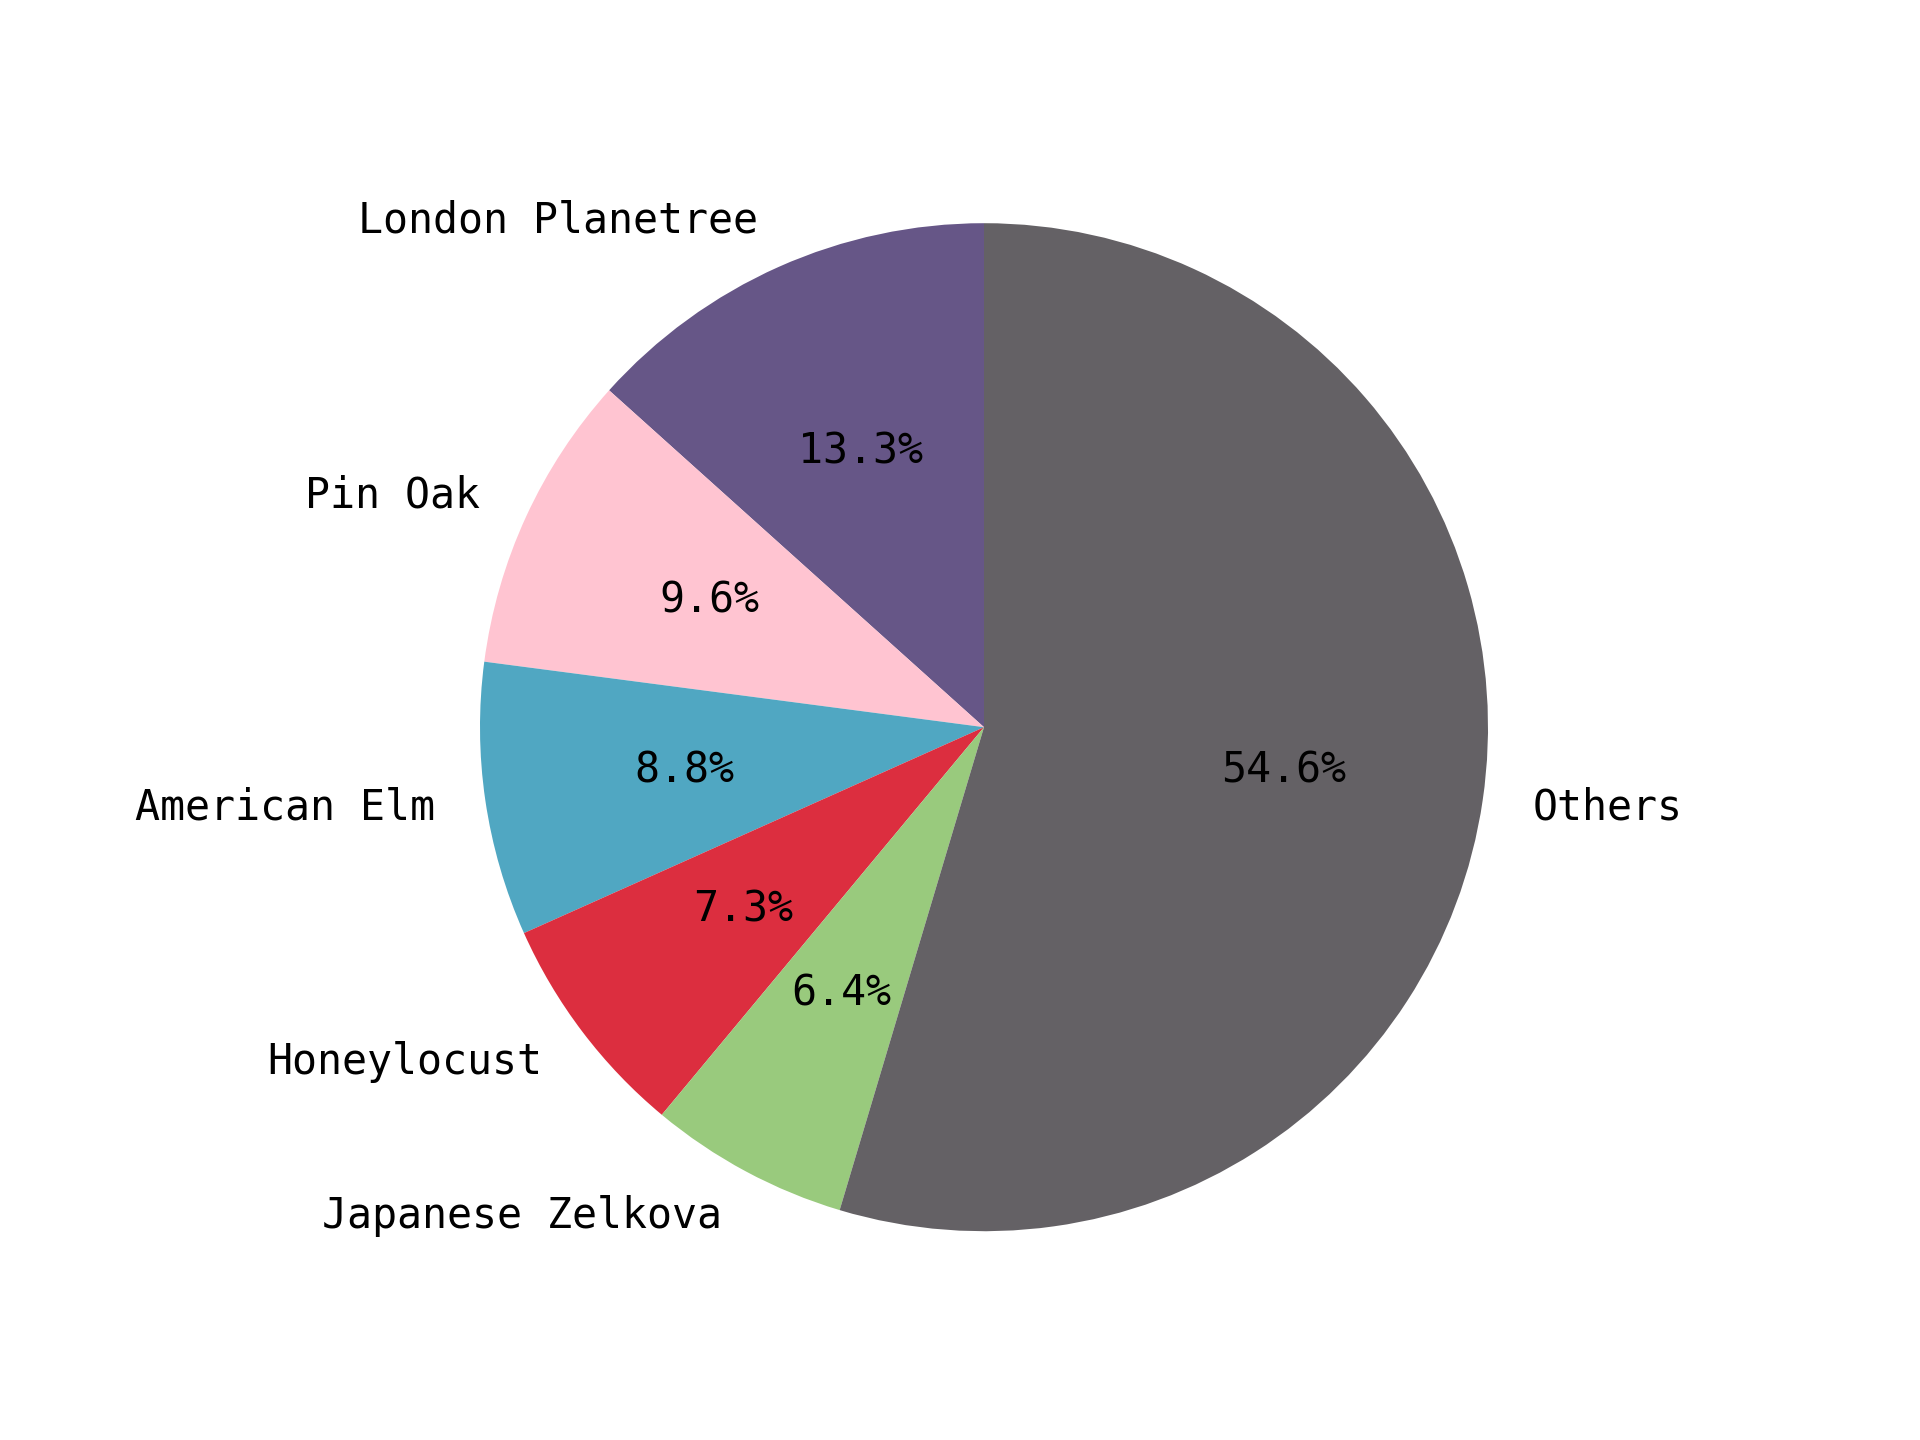 London Planetree
13.3%
Pin Oak
9.6%
American Elm
8.8%
54.6%
Others
7.3%
Honeylocust
6.4%
Japanese Zelkova